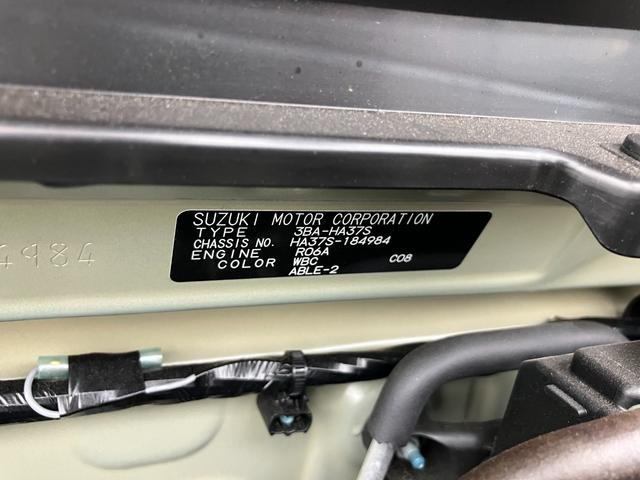 SUZUKI MOTOR CORPORATION
TYPE 3BA-HA37S
CHASSIS NO. HA37S-184984
ENGINE R06A
COLOR WBC C08
ABLE-2
4984